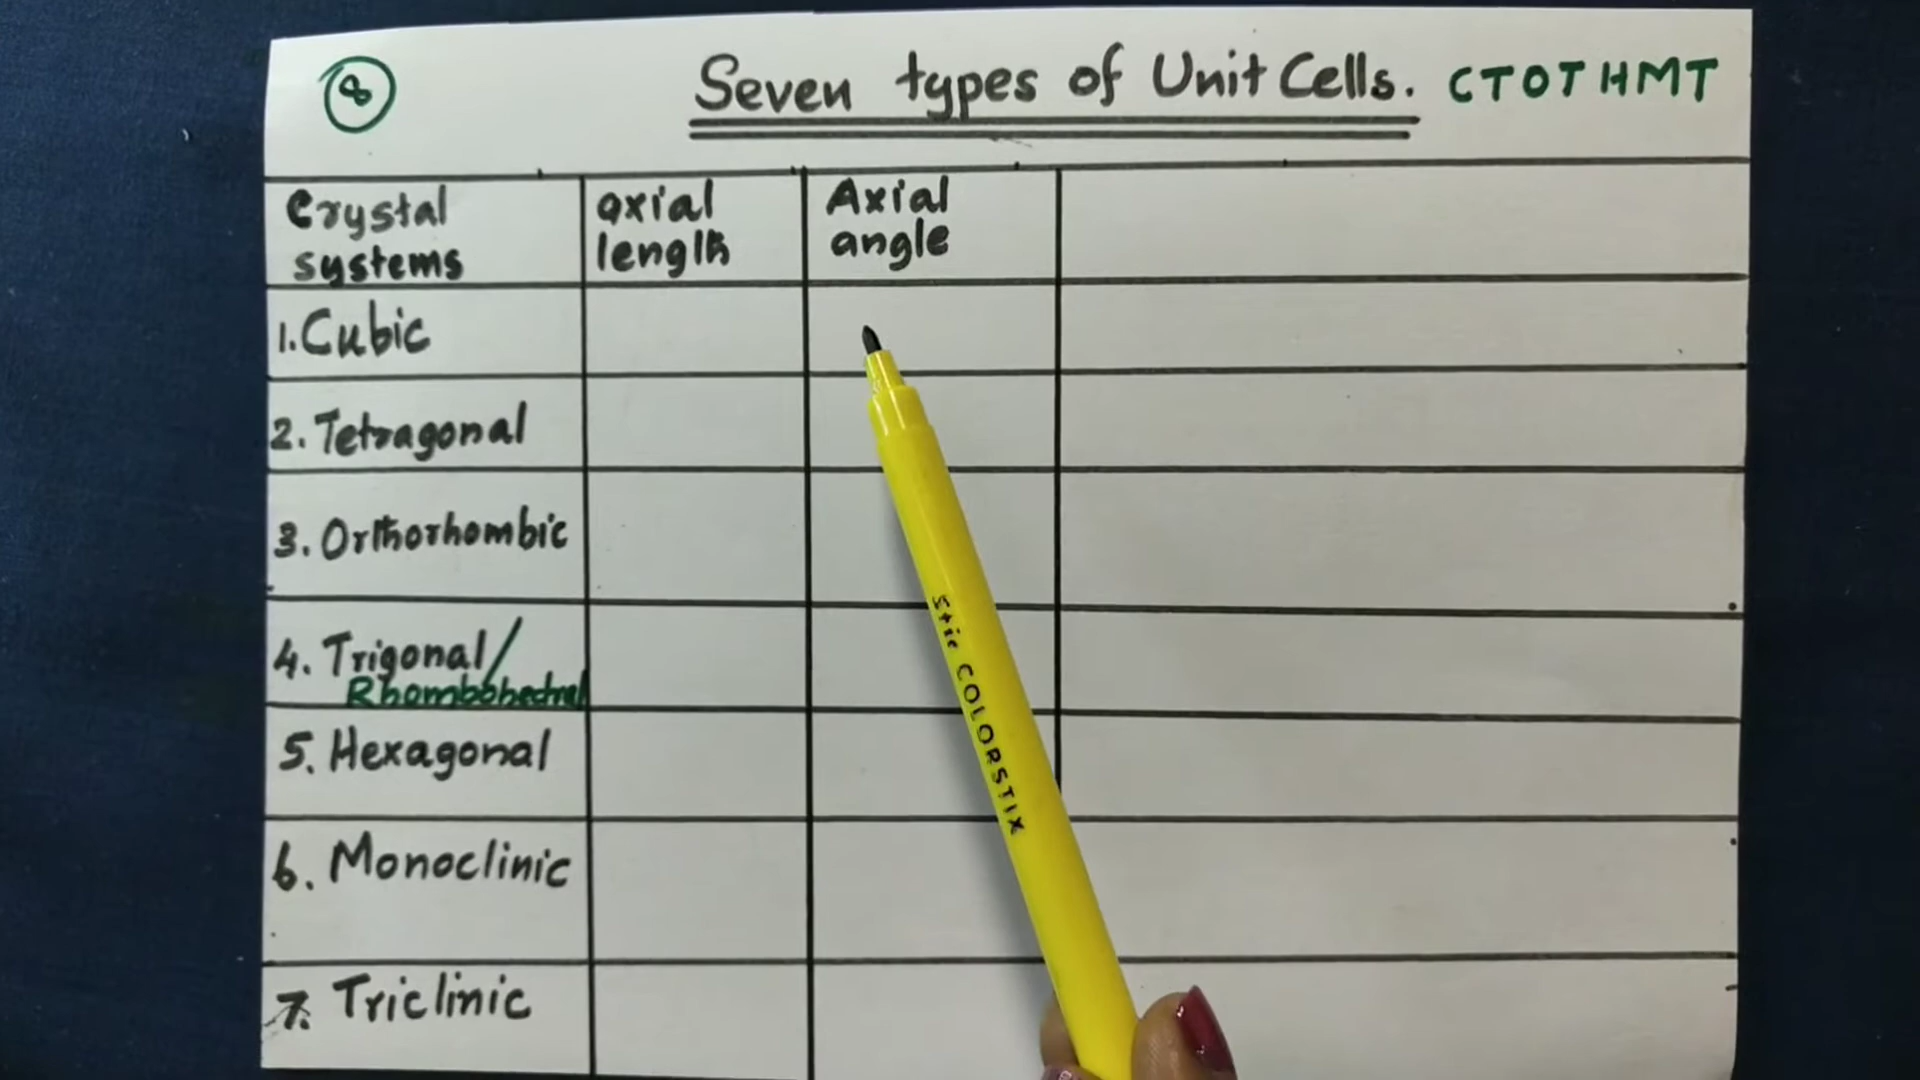 8
Seven types of Unit Cells. CTOTHMT
Crystal systems
axial length
Axial angle
1. Cubic
2. Tetragonal
3. Orthorhombic
4. Trigonal/
Rhombohedral
5. Hexagonal
6. Monoclinic
7. Triclinic
Stic COLORSTIX